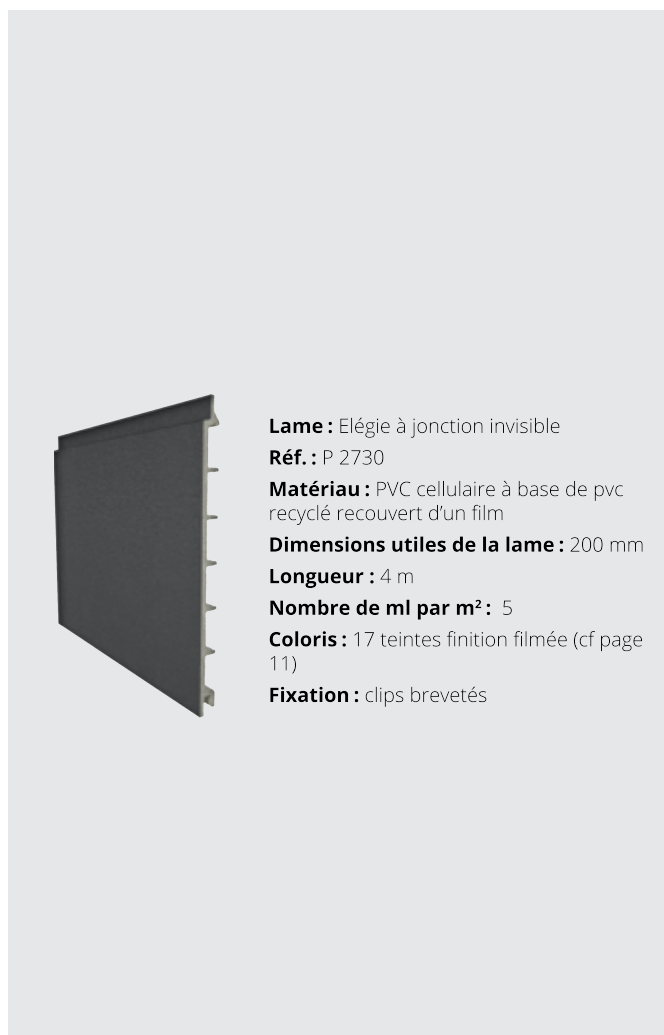 Lame : Elégie à jonction invisible
Réf. : P 2730
Matériau : PVC cellulaire à base de pvc
recyclé recouvert d’un film
Dimensions utiles de la lame : 200 mm
Longueur : 4 m
Nombre de ml par m² : 5
Coloris : 17 teintes finition filmée (cf page
11)
Fixation : clips brevetés